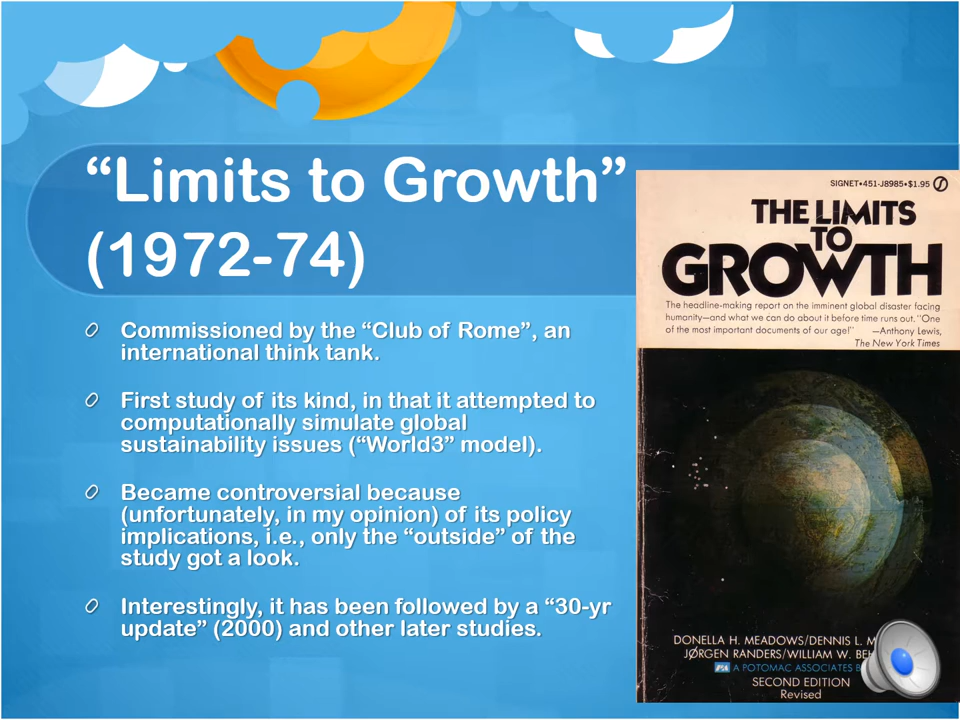 “Limits to Growth”
(1972-74)
Commissioned by the “Club of Rome”, an
international think tank.
First study of its kind, in that it attempted to
computationally simulate global
sustainability issues (“World3” model).
Became controversial because
(unfortunately, in my opinion) of its policy
implications, i.e., only the “outside” of the
study got a look.
Interestingly, it has been followed by a “30-yr
update” (2000) and other later studies.
SIGNET•451-J8985•$1.95
THE LIMITS
TO
GROWTH
The headline-making report on the imminent global disaster facing
humanity—and what we can do about it before time runs out. “One
of the most important documents of our age!” —Anthony Lewis,
The New York Times
DONELLA H. MEADOWS/DENNIS L.
JØRGEN RANDERS/WILLIAM W.
A POTOMAC ASSOCIATES
SECOND EDITION
Revised